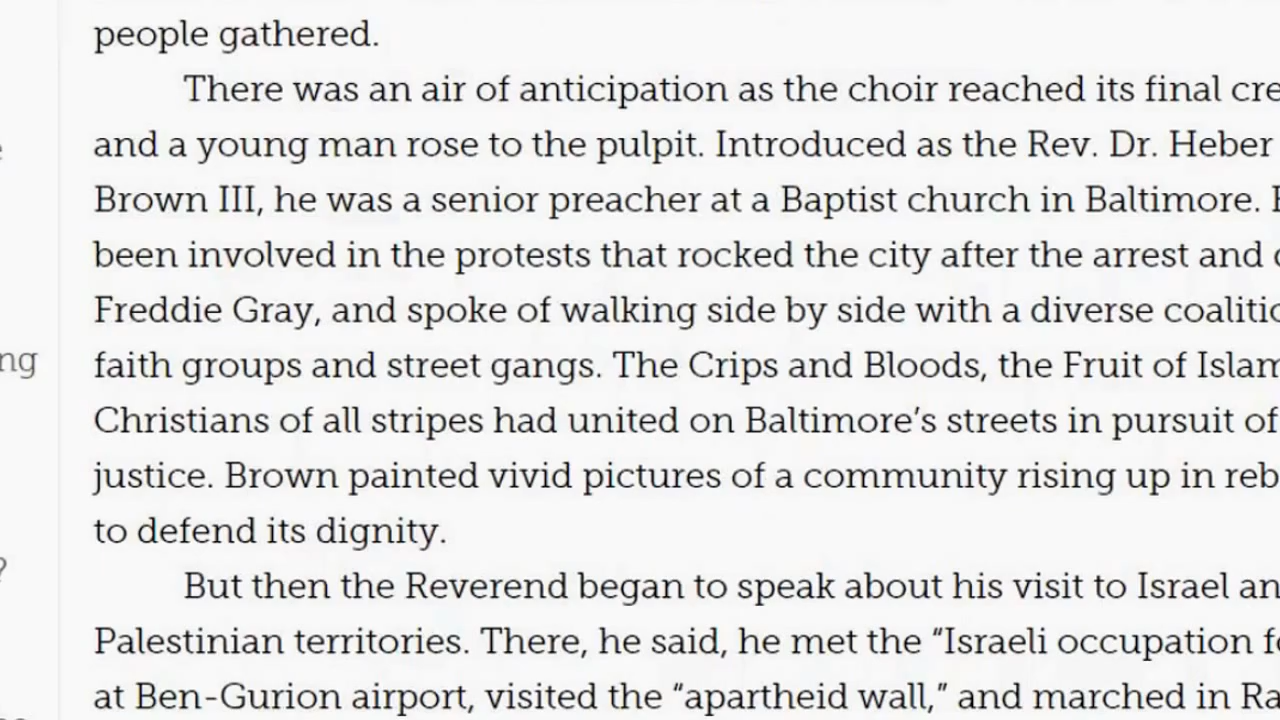 people gathered.
There was an air of anticipation as the choir reached its final cre
and a young man rose to the pulpit. Introduced as the Rev. Dr. Heber
Brown III, he was a senior preacher at a Baptist church in Baltimore.
been involved in the protests that rocked the city after the arrest and
Freddie Gray, and spoke of walking side by side with a diverse coalitio
ng
faith groups and street gangs. The Crips and Bloods, the Fruit of Islam
Christians of all stripes had united on Baltimore’s streets in pursuit of
justice. Brown painted vivid pictures of a community rising up in reb
to defend its dignity.
?
But then the Reverend began to speak about his visit to Israel an
Palestinian territories. There, he said, he met the “Israeli occupation fo
at Ben-Gurion airport, visited the “apartheid wall,” and marched in Ra